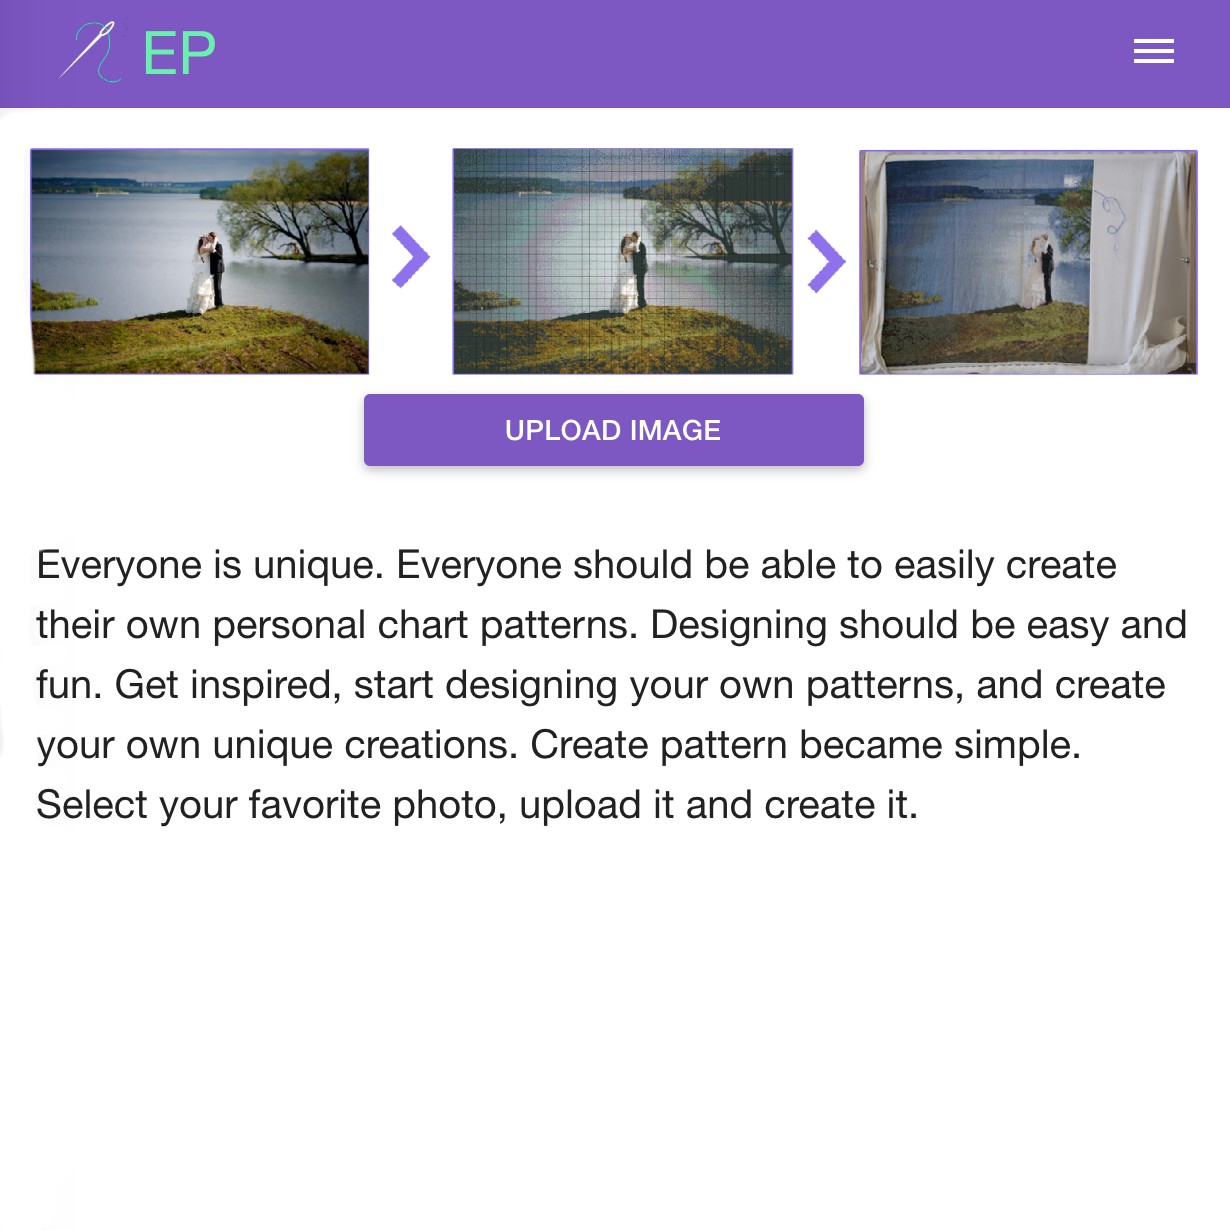 EP
UPLOAD IMAGE
Everyone is unique. Everyone should be able to easily create
their own personal chart patterns. Designing should be easy and
fun. Get inspired, start designing your own patterns, and create
your own unique creations. Create pattern became simple.
Select your favorite photo, upload it and create it.